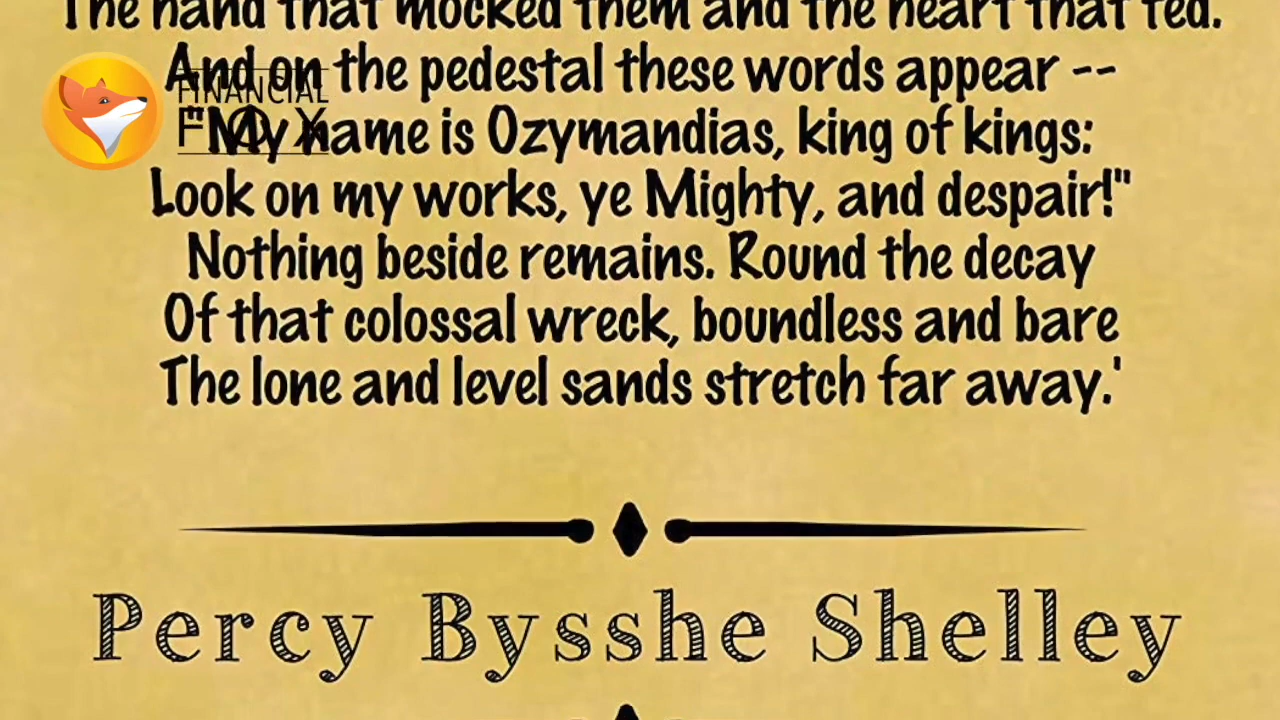 The hand that mocked them and the heart that fed.
And on the pedestal these words appear --
FINANCIAL
FOX
"My name is Ozymandias, king of kings:
Look on my works, ye Mighty, and despair!"
Nothing beside remains. Round the decay
Of that colossal wreck, boundless and bare
The lone and level sands stretch far away.'
Percy Bysshe Shelley